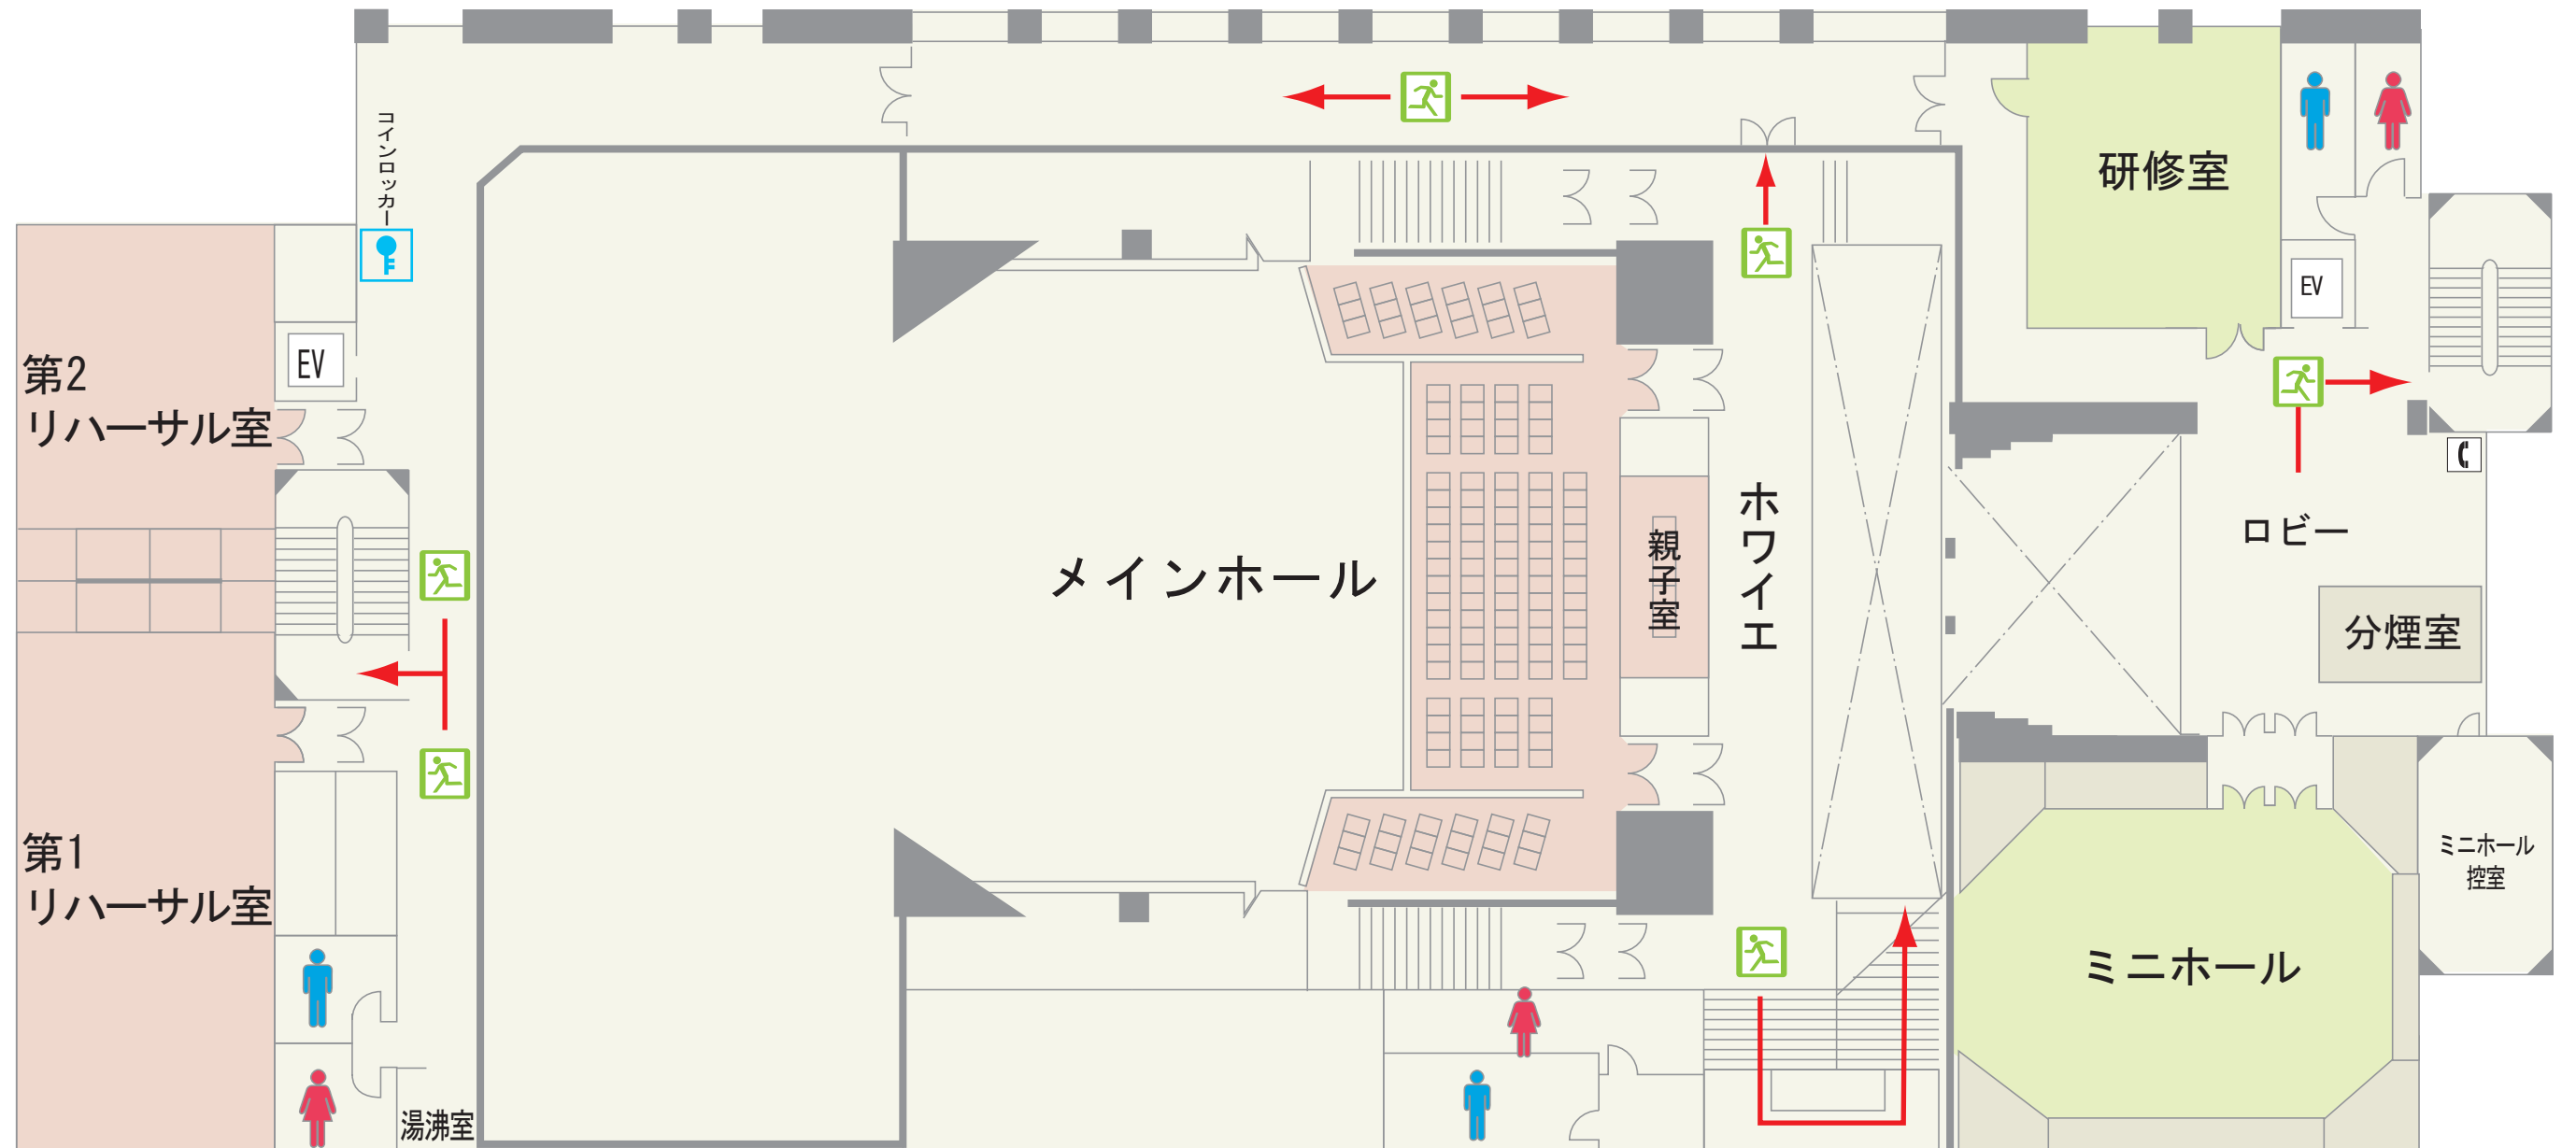 コインロッカー
研修室
EV
第2
リハーサル室
EV
ロビー
メインホール
親子室
ホワイエ
分煙室
第1
リハーサル室
ミニホール
控室
ミニホール
湯沸室